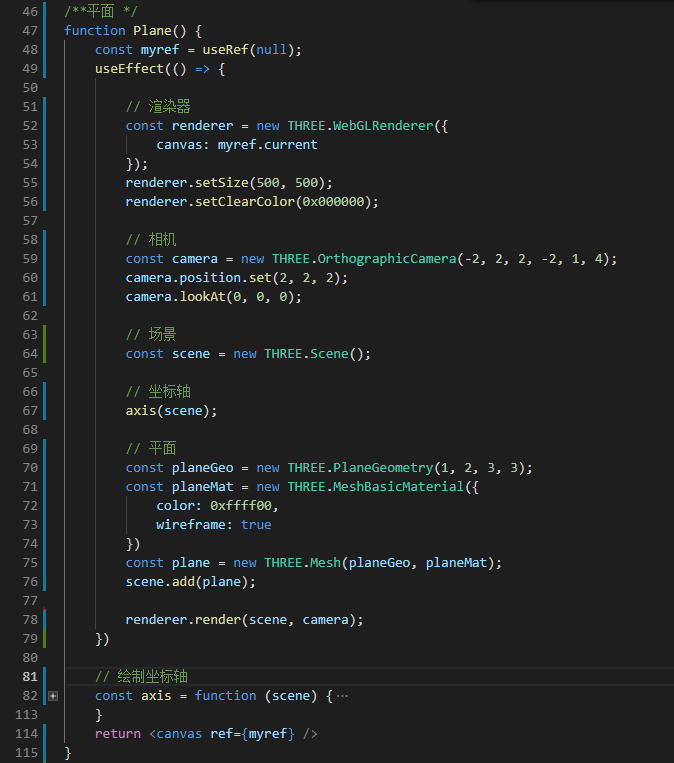 46 /**平面 */
47 function Plane() {
48 const myref = useRef(null);
49 useEffect(() => {
50
51 // 渲染器
52 const renderer = new THREE.WebGLRenderer({
53 canvas: myref.current
54 });
55 renderer.setSize(500, 500);
56 renderer.setClearColor(0x000000);
57
58 // 相机
59 const camera = new THREE.OrthographicCamera(-2, 2, 2, -2, 1, 4);
60 camera.position.set(2, 2, 2);
61 camera.lookAt(0, 0, 0);
62
63 // 场景
64 const scene = new THREE.Scene();
65
66 // 坐标轴
67 axis(scene);
68
69 // 平面
70 const planeGeo = new THREE.PlaneGeometry(1, 2, 3, 3);
71 const planeMat = new THREE.MeshBasicMaterial({
72 color: 0xffff00,
73 wireframe: true
74 })
75 const plane = new THREE.Mesh(planeGeo, planeMat);
76 scene.add(plane);
77
78 renderer.render(scene, camera);
79 })
80
81 // 绘制坐标轴
82 const axis = function (scene) {⋯
113 }
114 return <canvas ref={myref} />
115 }